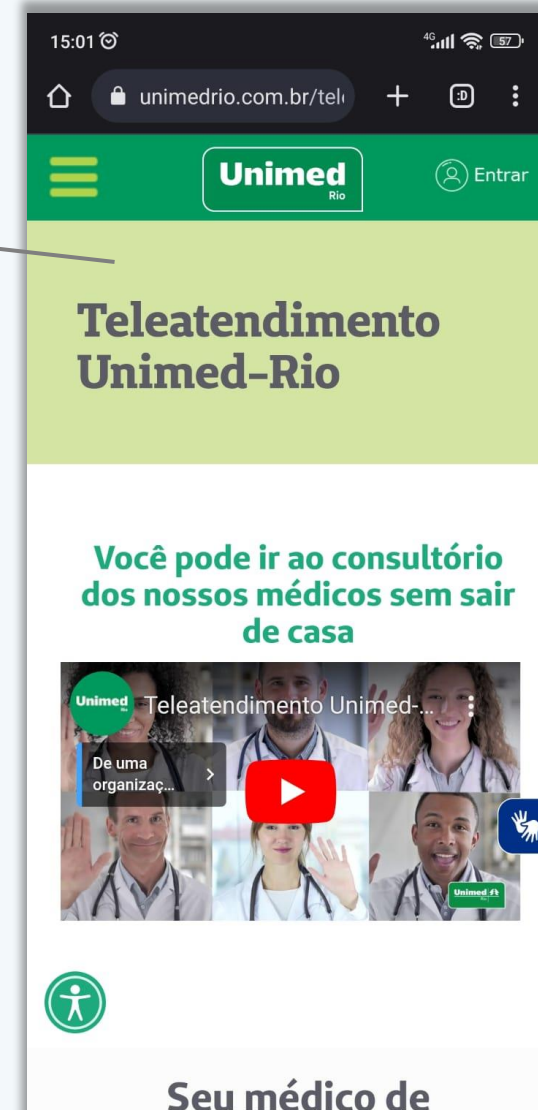 15:01
4G
57
unimedrio.com.br/tel
:D
Unimed
Rio
Entrar
Teleatendimento
Unimed-Rio
Você pode ir ao consultório
dos nossos médicos sem sair
de casa
Unimed
Teleatendimento Unimed-...
De uma
organizaç...
Unimed
Seu médico de